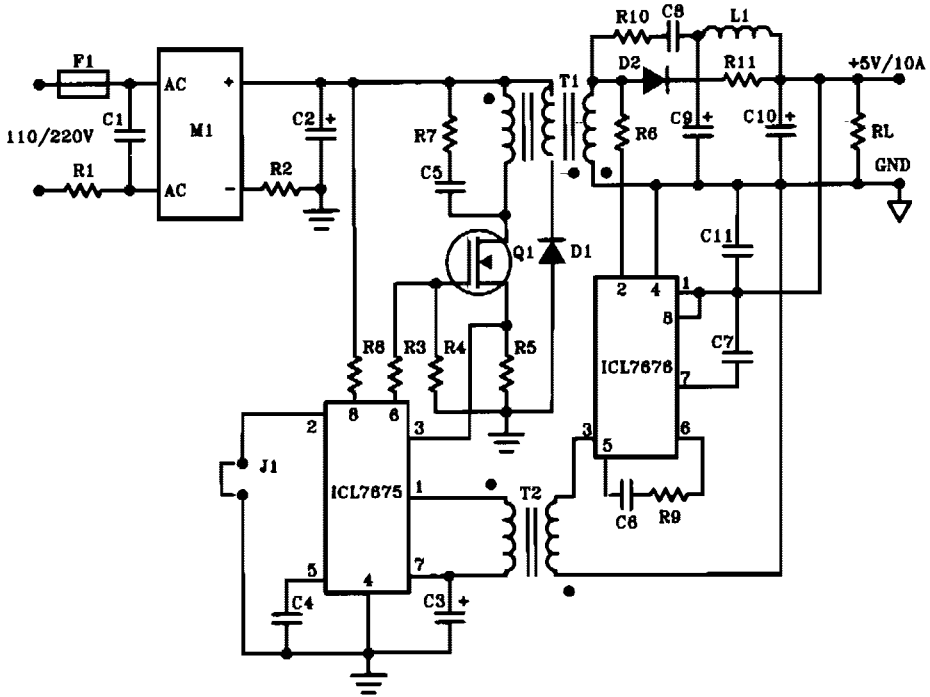 R10
C8
L1
F1
D2
R11
+5V/10A
AC
+
T1
C1
M1
C2
+
R7
R6
C9
+
C10
+
RL
110/220V
R1
AC
-
R2
C5
GND
Q1
D1
C11
2
4
1
8
R8
R3
R4
R5
ICL7676
C7
7
8
6
2
3
3
5
6
J1
ICL7675
1
T2
C6
R9
5
4
7
C4
C3
+